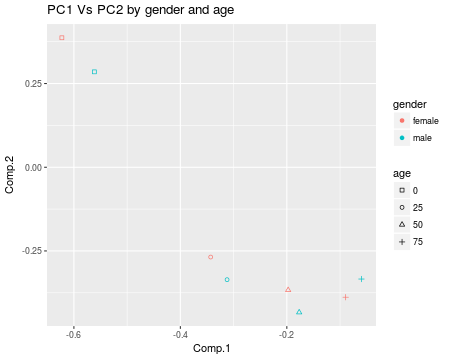 PC1 Vs PC2 by gender and age
Comp.2
0.25
0.00
-0.25
-0.6
-0.4
-0.2
Comp.1
gender
female
male
age
0
25
50
75